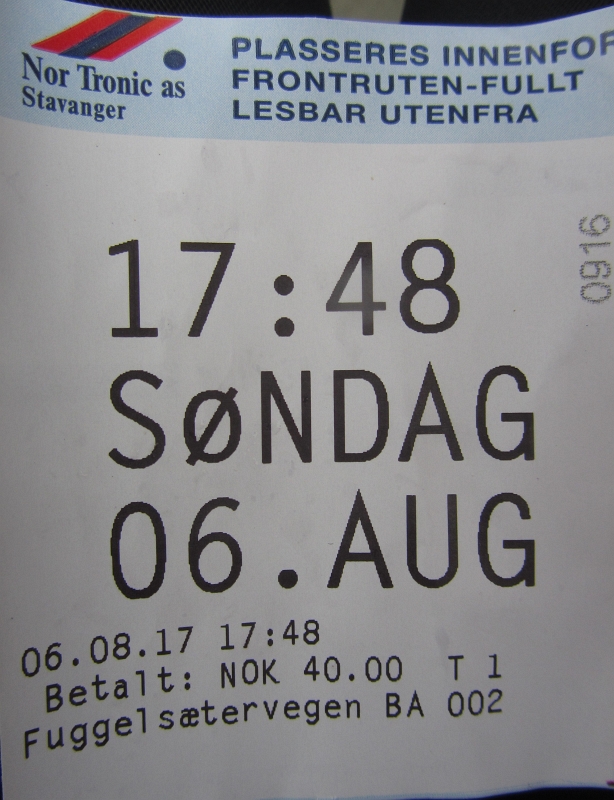 Nor Tronic as
Stavanger
PLASSERES INNENFOR
FRONTRUTEN-FULLT
LESBAR UTENFRA
0916
17:48
SØNDAG
06.AUG
06.08.17 17:48
Betalt: NOK 40.00 T 1
Fuggelsætervegen BA 002